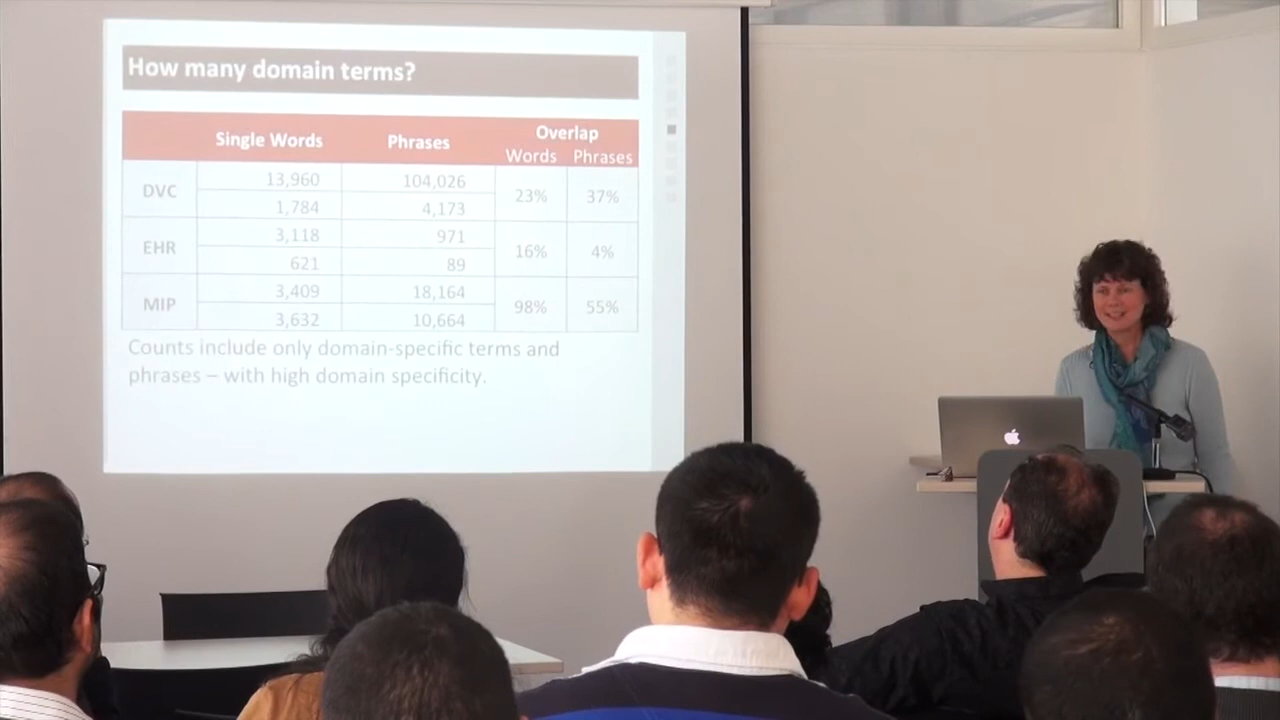 How many domain terms?
Single Words Phrases Overlap
Words Phrases
DVC 13,960 104,026 23% 37%
1,784 4,173
EHR 3,118 971 16% 4%
621 89
MIP 3,409 18,164 98% 55%
3,632 10,664
Counts include only domain-specific terms and
phrases – with high domain specificity.